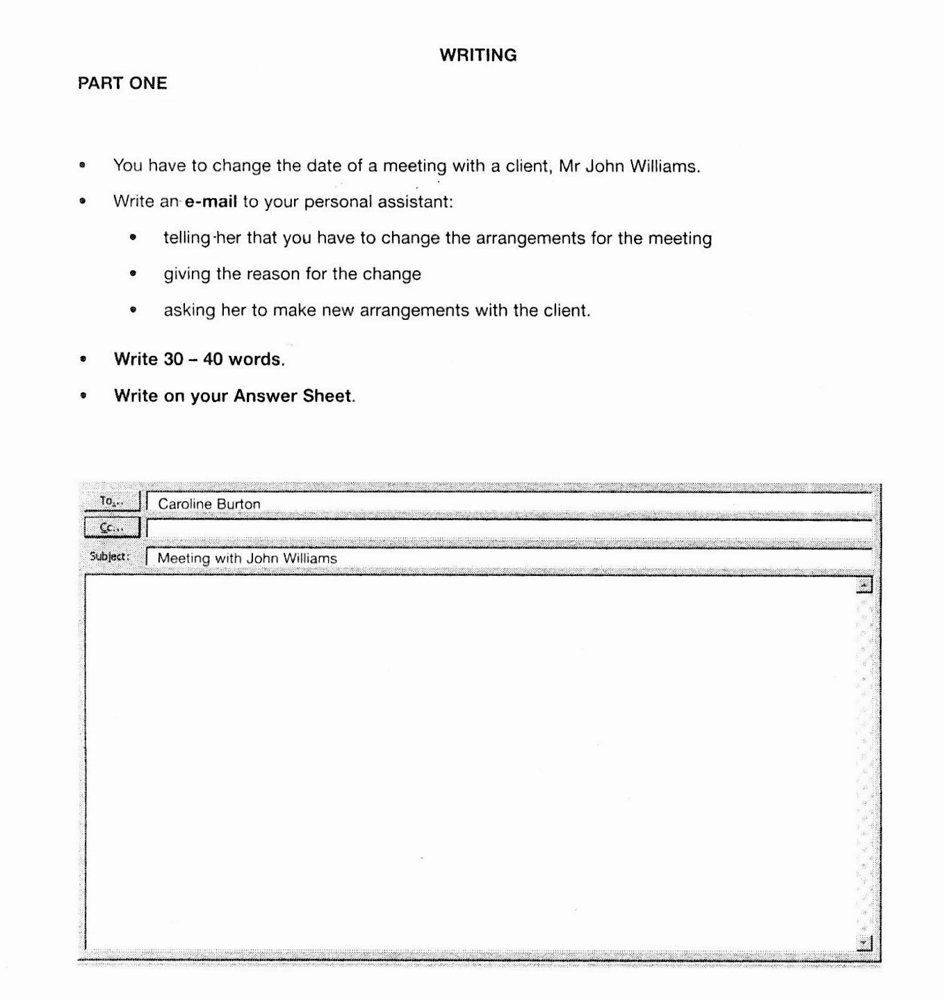 WRITING
PART ONE
• You have to change the date of a meeting with a client, Mr John Williams.
• Write an e-mail to your personal assistant:
• telling her that you have to change the arrangements for the meeting
• giving the reason for the change
• asking her to make new arrangements with the client.
• Write 30 – 40 words.
• Write on your Answer Sheet.
To... Caroline Burton
Cc...
Subject: Meeting with John Williams